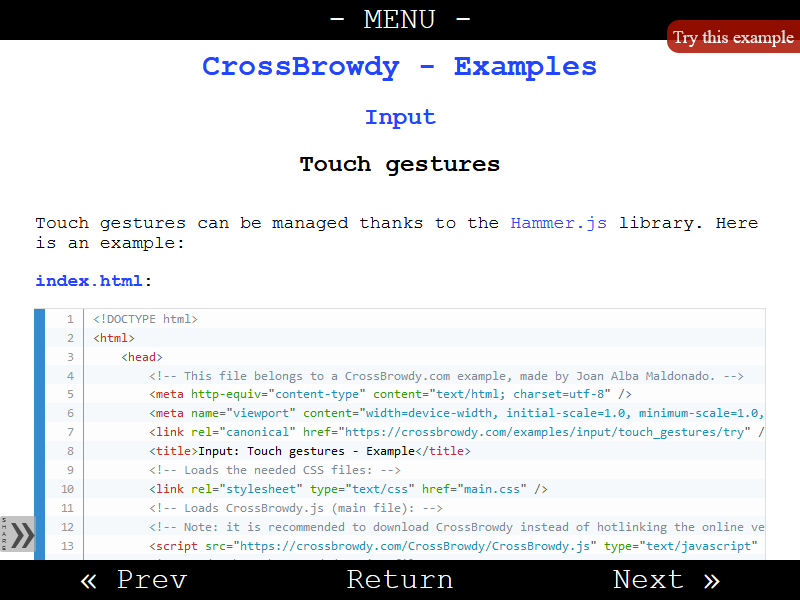 - MENU -
Try this example
CrossBrowdy - Examples
Input
Touch gestures
Touch gestures can be managed thanks to the Hammer.js library. Here
is an example:
index.html:
1 <!DOCTYPE html>
2 <html>
3 <head>
4 <!-- This file belongs to a CrossBrowdy.com example, made by Joan Alba Maldonado. -->
5 <meta http-equiv="content-type" content="text/html; charset=utf-8" />
6 <meta name="viewport" content="width=device-width, initial-scale=1.0, minimum-scale=1.0,
7 <link rel="canonical" href="https://crossbrowdy.com/examples/input/touch_gestures/try" /
8 <title>Input: Touch gestures - Example</title>
9 <!-- Loads the needed CSS files: -->
10 <link rel="stylesheet" type="text/css" href="main.css" />
11 <!-- Loads CrossBrowdy.js (main file): -->
12 <!-- Note: it is recommended to download CrossBrowdy instead of hotlinking the online ve
13 <script src="https://crossbrowdy.com/CrossBrowdy/CrossBrowdy.js" type="text/javascript"
SHARE »
« Prev Return Next »